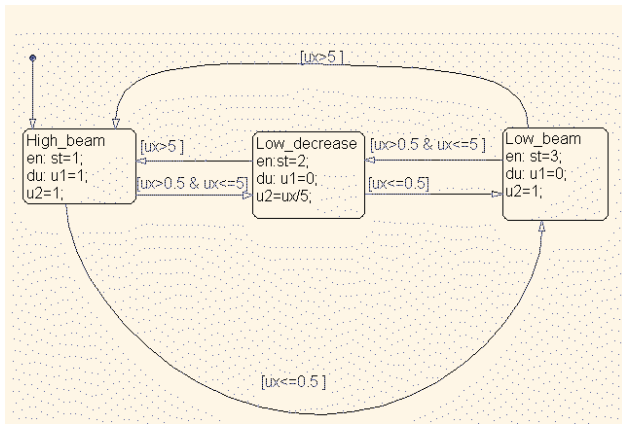 [ux>5 ]
High_beam
en: st=1;
du: u1=1;
u2=1;
[ux>5 ]
[ux>0.5 & ux<=5]
Low_decrease
en:st=2;
du: u1=0;
u2=ux/5;
[ux>0.5 & ux<=5 ]
[ux<=0.5]
Low_beam
en: st=3;
du: u1=0;
u2=1;
[ux<=0.5 ]